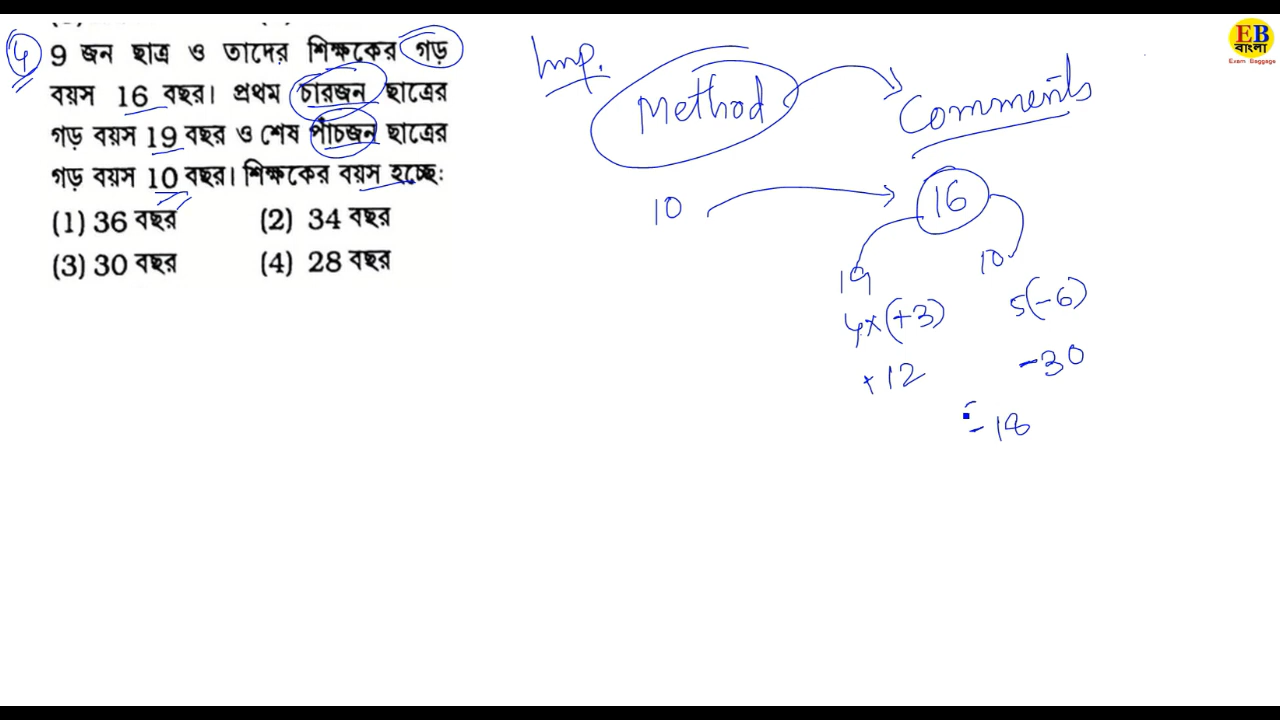 4
9 জন ছাত্র ও তাদের শিক্ষকের গড়
বয়স 16 বছর। প্রথম চারজন ছাত্রের
গড় বয়স 19 বছর ও শেষ পাঁচজন ছাত্রের
গড় বয়স 10 বছর। শিক্ষকের বয়স হচ্ছে:
(1) 36 বছর (2) 34 বছর
(3) 30 বছর (4) 28 বছর
Imp.
Method
Comments
10 16
19 10
4x(+3) 5(-6)
+12 -30
-18
EB
বাংলা
Exam Baggage